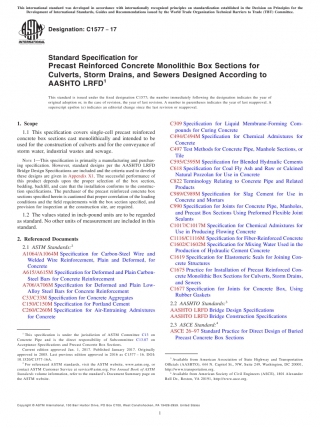 This international standard was developed in accordance with internationally recognized principles on standardization established in the Decision on Principles for the
Development of International Standards, Guides and Recommendations issued by the World Trade Organization Technical Barriers to Trade (TBT) Committee.
Designation: C1577 – 17
Standard Specification for
Precast Reinforced Concrete Monolithic Box Sections for
Culverts, Storm Drains, and Sewers Designed According to
AASHTO LRFD¹
This standard is issued under the fixed designation C1577; the number immediately following the designation indicates the year of
original adoption or, in the case of revision, the year of last revision. A number in parentheses indicates the year of last reapproval. A
superscript epsilon (ε) indicates an editorial change since the last revision or reapproval.
1. Scope
1.1 This specification covers single-cell precast reinforced
concrete box sections cast monolithically and intended to be
used for the construction of culverts and for the conveyance of
storm water, industrial wastes and sewage.
NOTE 1—This specification is primarily a manufacturing and purchas-
ing specification. However, standard designs per the AASHTO LRFD
Bridge Design Specifications are included and the criteria used to develop
these designs are given in Appendix X1. The successful performance of
this product depends upon the proper selection of the box section,
bedding, backfill, and care that the installation conforms to the construc-
tion specifications. The purchaser of the precast reinforced concrete box
sections specified herein is cautioned that proper correlation of the loading
conditions and the field requirements with the box section specified, and
provision for inspection at the construction site, are required.
1.2 The values stated in inch-pound units are to be regarded
as standard. No other units of measurement are included in this
standard.
2. Referenced Documents
2.1 ASTM Standards:²
A1064/A1064M Specification for Carbon-Steel Wire and
Welded Wire Reinforcement, Plain and Deformed, for
Concrete
A615/A615M Specification for Deformed and Plain Carbon-
Steel Bars for Concrete Reinforcement
A706/A706M Specification for Deformed and Plain Low-
Alloy Steel Bars for Concrete Reinforcement
C33/C33M Specification for Concrete Aggregates
C150/C150M Specification for Portland Cement
C260/C260M Specification for Air-Entraining Admixtures
for Concrete
¹ This specification is under the jurisdiction of ASTM Committee C13 on
Concrete Pipe and is the direct responsibility of Subcommittee C13.07 on
Acceptance Specifications and Precast Concrete Box Sections.
Current edition approved Jan. 1, 2017. Published January 2017. Originally
approved in 2005. Last previous edition approved in 2016 as C1577 – 16.
² For referenced ASTM standards, visit the ASTM website, www.astm.org, or
contact ASTM Customer Service at service@astm.org. For Annual Book of ASTM
Standards volume information, refer to the standard's Document Summary page on
the ASTM website.
C309 Specification for Liquid Membrane-Forming Com-
pounds for Curing Concrete
C494/C494M Specification for Chemical Admixtures for
Concrete
C497 Test Methods for Concrete Pipe, Manhole Sections, or
Tile
C595/C595M Specification for Blended Hydraulic Cements
C618 Specification for Coal Fly Ash and Raw or Calcined
Natural Pozzolan for Use in Concrete
C822 Terminology Relating to Concrete Pipe and Related
Products
C989/C989M Specification for Slag Cement for Use in
Concrete and Mortars
C990 Specification for Joints for Concrete Pipe, Manholes,
and Precast Box Sections Using Preformed Flexible Joint
Sealants
C1017/C1017M Specification for Chemical Admixtures for
Use in Producing Flowing Concrete
C1116/C1116M Specification for Fiber-Reinforced Concrete
C1602/C1602M Specification for Mixing Water Used in the
Production of Hydraulic Cement Concrete
C1619 Specification for Elastomeric Seals for Joining Con-
crete Structures
C1675 Practice for Installation of Precast Reinforced Con-
crete Monolithic Box Sections for Culverts, Storm Drains,
and Sewers
C1677 Specification for Joints for Concrete Box, Using
Rubber Gaskets
2.2 AASHTO Standards:³
AASHTO LRFD Bridge Design Specifications
AASHTO LRFD Bridge Construction Specifications
2.3 ASCE Standard:⁴
ASCE 26–97 Standard Practice for Direct Design of Buried
Precast Concrete Box Sections
³ Available from American Association of State Highway and Transportation
Officials (AASHTO), 444 N. Capitol St., NW, Suite 249, Washington, DC 20001,
http://www.transportation.org.
⁴ Available from American Society of Civil Engineers (ASCE), 1801 Alexander
Bell Dr., Reston, VA 20191, http://www.asce.org.
Copyright © ASTM International, 100 Barr Harbor Drive, PO Box C700, West Conshohocken, PA 19428-2959. United States
1